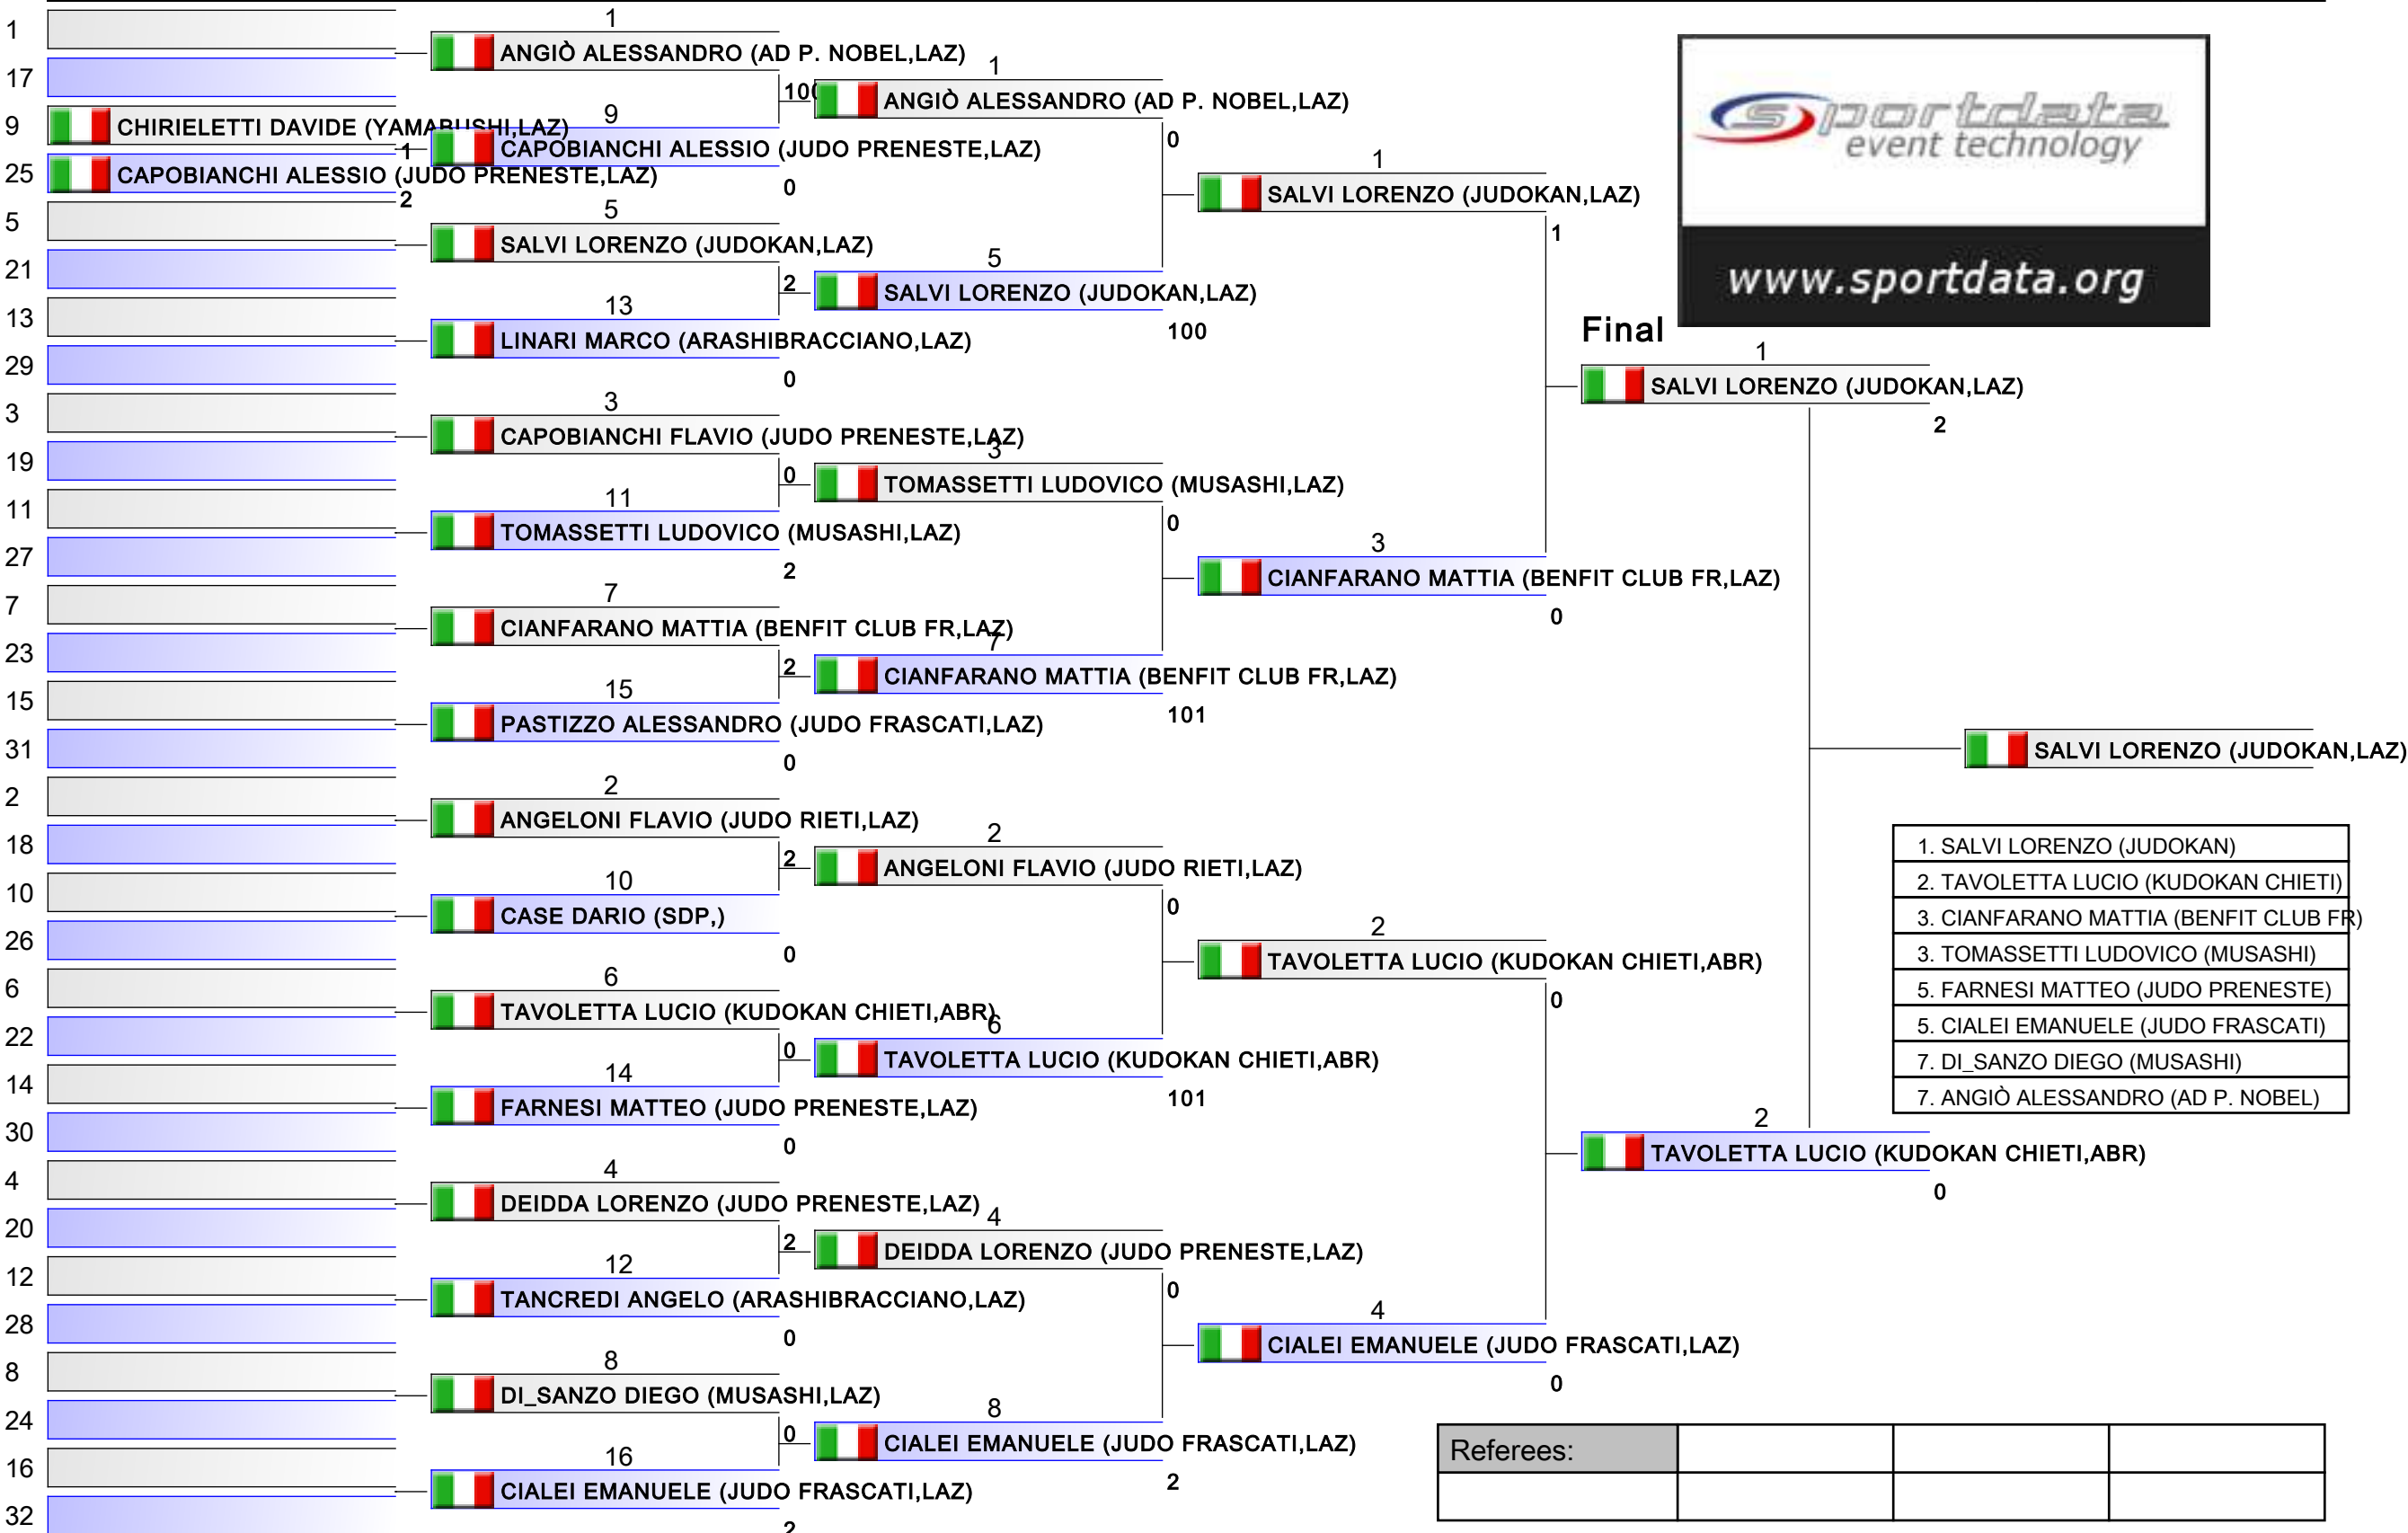 1
17
9
25
5
21
13
29
3
19
11
27
7
23
15
31
2
18
10
26
6
22
14
30
4
20
12
28
8
24
16
32
CHIRIELETTI DAVIDE (YAMABUSHI,LAZ)
1
CAPOBIANCHI ALESSIO (JUDO PRENESTE,LAZ)
2
1
ANGIÒ ALESSANDRO (AD P. NOBEL,LAZ)
100
9
CAPOBIANCHI ALESSIO (JUDO PRENESTE,LAZ)
0
5
SALVI LORENZO (JUDOKAN,LAZ)
2
13
LINARI MARCO (ARASHIBRACCIANO,LAZ)
0
3
CAPOBIANCHI FLAVIO (JUDO PRENESTE,LAZ)
0
11
TOMASSETTI LUDOVICO (MUSASHI,LAZ)
2
7
CIANFARANO MATTIA (BENFIT CLUB FR,LAZ)
2
15
PASTIZZO ALESSANDRO (JUDO FRASCATI,LAZ)
0
2
ANGELONI FLAVIO (JUDO RIETI,LAZ)
2
10
CASE DARIO (SDP,)
0
6
TAVOLETTA LUCIO (KUDOKAN CHIETI,ABR)
0
14
FARNESI MATTEO (JUDO PRENESTE,LAZ)
0
4
DEIDDA LORENZO (JUDO PRENESTE,LAZ)
2
12
TANCREDI ANGELO (ARASHIBRACCIANO,LAZ)
0
8
DI_SANZO DIEGO (MUSASHI,LAZ)
0
16
CIALEI EMANUELE (JUDO FRASCATI,LAZ)
2
1
ANGIÒ ALESSANDRO (AD P. NOBEL,LAZ)
0
5
SALVI LORENZO (JUDOKAN,LAZ)
100
3
TOMASSETTI LUDOVICO (MUSASHI,LAZ)
0
7
CIANFARANO MATTIA (BENFIT CLUB FR,LAZ)
101
2
ANGELONI FLAVIO (JUDO RIETI,LAZ)
0
6
TAVOLETTA LUCIO (KUDOKAN CHIETI,ABR)
101
4
DEIDDA LORENZO (JUDO PRENESTE,LAZ)
0
8
CIALEI EMANUELE (JUDO FRASCATI,LAZ)
2
1
SALVI LORENZO (JUDOKAN,LAZ)
1
3
CIANFARANO MATTIA (BENFIT CLUB FR,LAZ)
0
2
TAVOLETTA LUCIO (KUDOKAN CHIETI,ABR)
0
4
CIALEI EMANUELE (JUDO FRASCATI,LAZ)
0
sportdata
event technology
www.sportdata.org
Final
1
SALVI LORENZO (JUDOKAN,LAZ)
2
2
TAVOLETTA LUCIO (KUDOKAN CHIETI,ABR)
0
SALVI LORENZO (JUDOKAN,LAZ)
1. SALVI LORENZO (JUDOKAN)
2. TAVOLETTA LUCIO (KUDOKAN CHIETI)
3. CIANFARANO MATTIA (BENFIT CLUB FR)
3. TOMASSETTI LUDOVICO (MUSASHI)
5. FARNESI MATTEO (JUDO PRENESTE)
5. CIALEI EMANUELE (JUDO FRASCATI)
7. DI_SANZO DIEGO (MUSASHI)
7. ANGIÒ ALESSANDRO (AD P. NOBEL)
Referees: